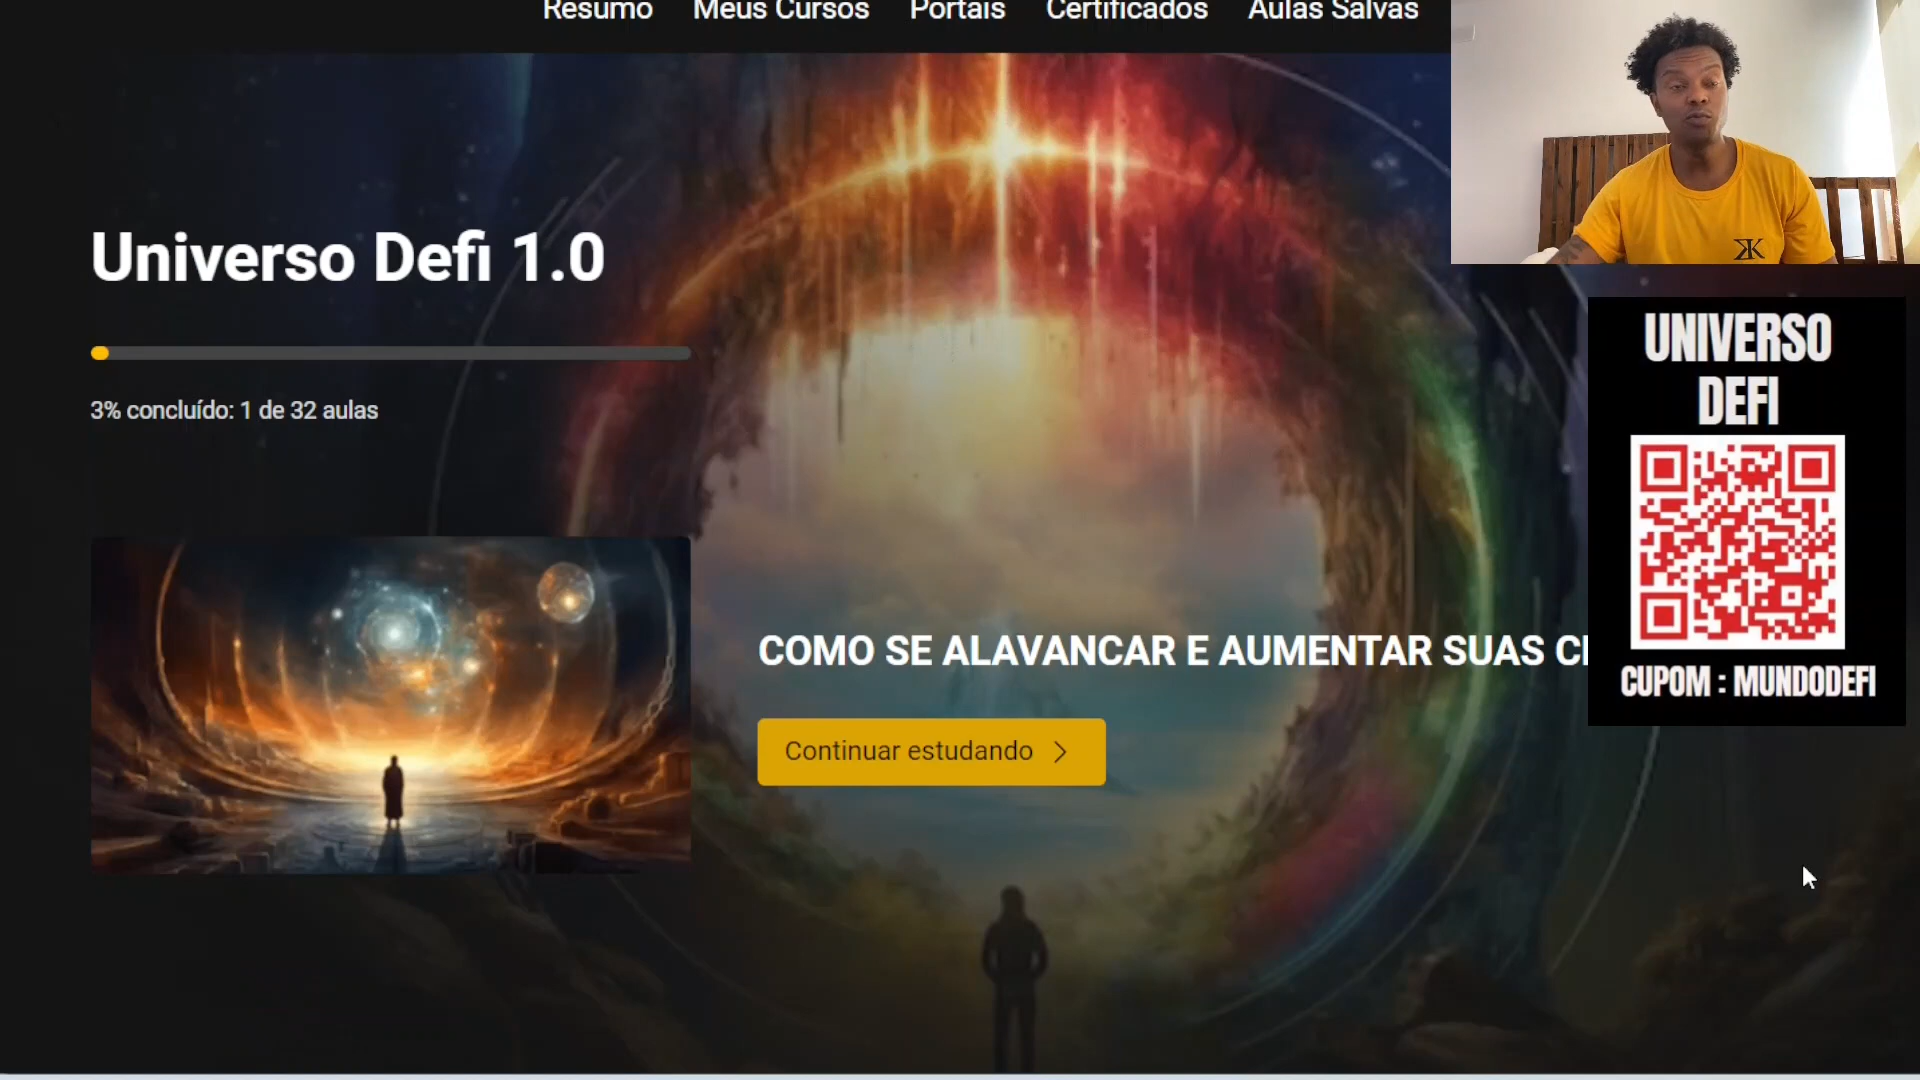 Resumo Meus Cursos Portais Certificados Aulas Salvas
Universo Defi 1.0
3% concluído: 1 de 32 aulas
COMO SE ALAVANCAR E AUMENTAR SUAS
Continuar estudando
UNIVERSO
DEFI
CUPOM : MUNDODEFI